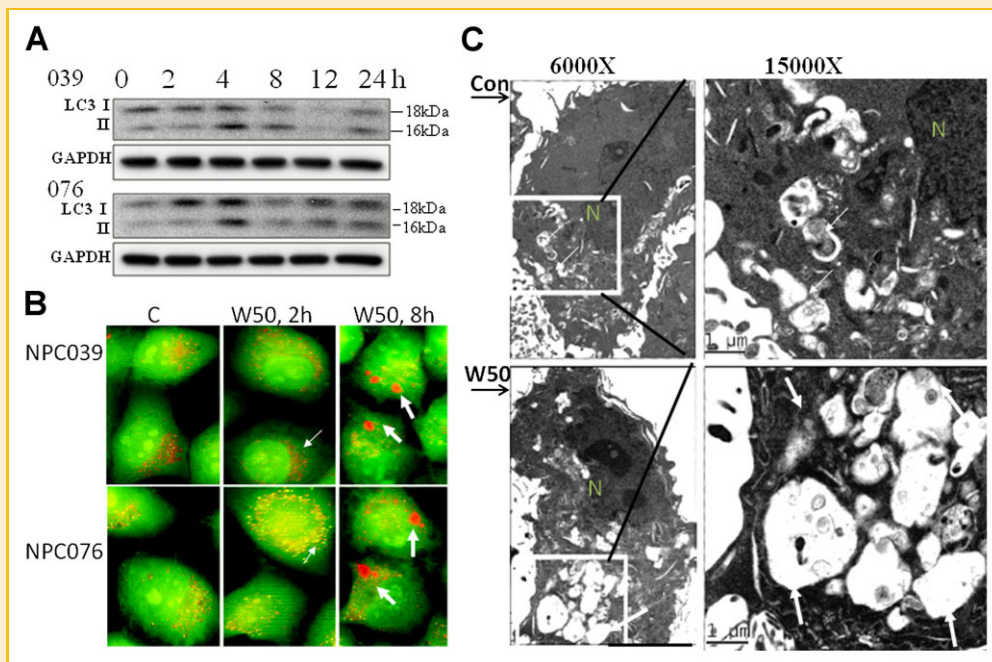 A
039 0 2 4 8 12 24h
LC3 I
II
18kDa
16kDa
GAPDH
076
LC3 I
II
18kDa
16kDa
GAPDH
B
C W50, 2h W50, 8h
NPC039
NPC076
C
6000X 15000X
Con
N
N
1 µm
W50
N
1 µm